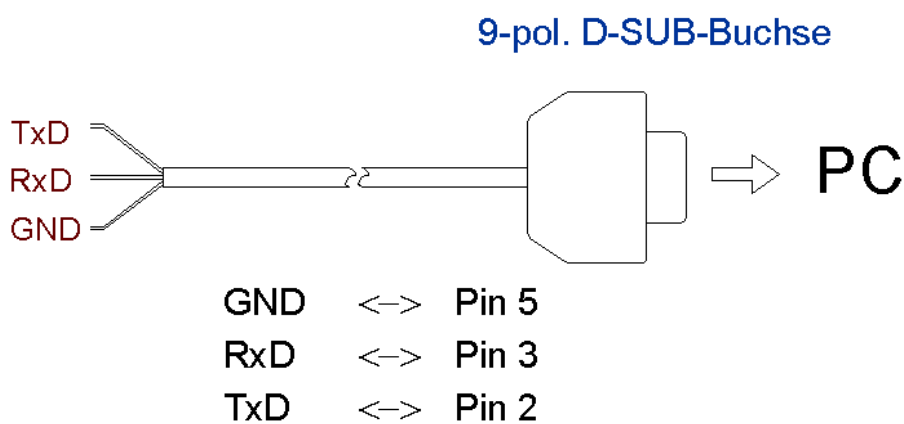 9-pol. D-SUB-Buchse
TxD
RxD
GND
PC
GND <-> Pin 5
RxD <-> Pin 3
TxD <-> Pin 2